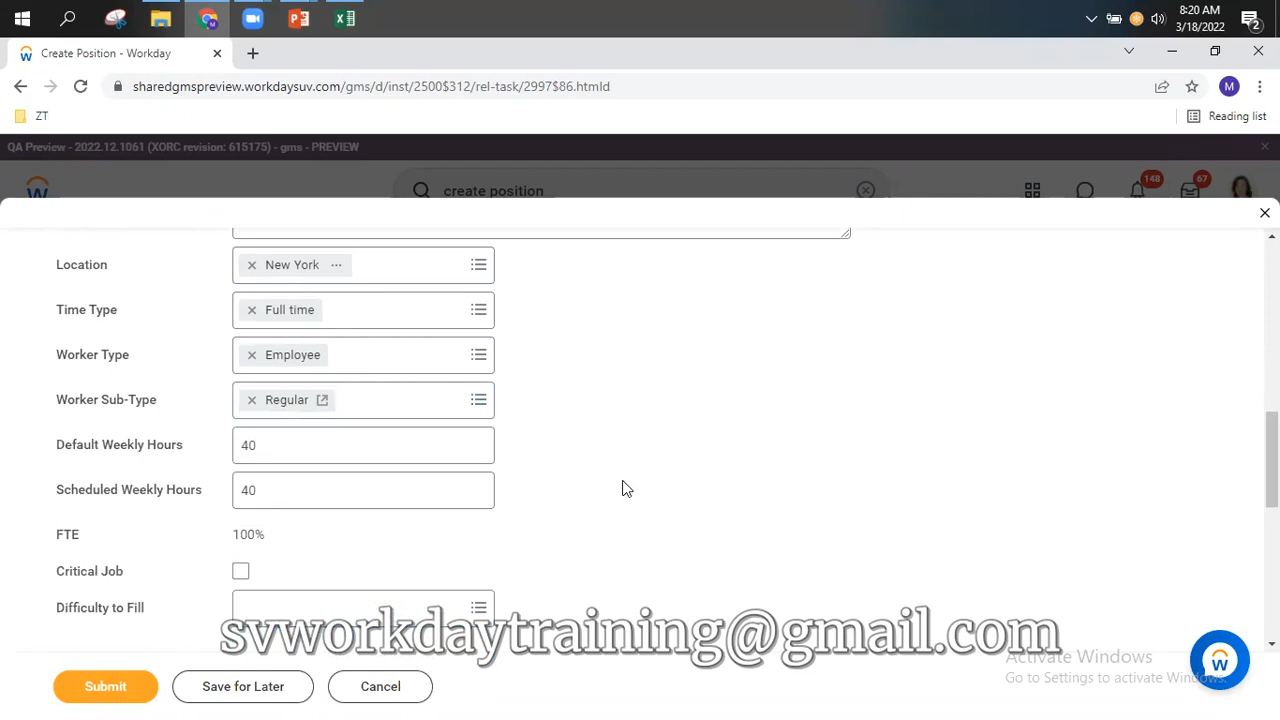 8:20 AM
3/18/2022
2
Create Position - Workday
sharedgmspreview.workdaysuv.com/gms/d/inst/2500$312/rel-task/2997$86.htmld
M
ZT
Reading list
QA Preview - 2022.12.1061 (XORC revision: 615175) - gms - PREVIEW
create position
148
67
Location
New York
Time Type
Full time
Worker Type
Employee
Worker Sub-Type
Regular
Default Weekly Hours
40
Scheduled Weekly Hours
40
FTE
100%
Critical Job
Difficulty to Fill
svworkdaytraining@gmail.com
Activate Windows
Go to Settings to activate Windows.
Submit
Save for Later
Cancel